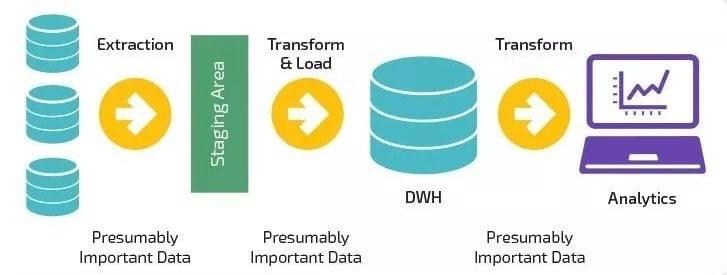 Extraction
Staging Area
Transform
& Load
Transform
DWH
Analytics
Presumably
Important Data
Presumably
Important Data
Presumably
Important Data